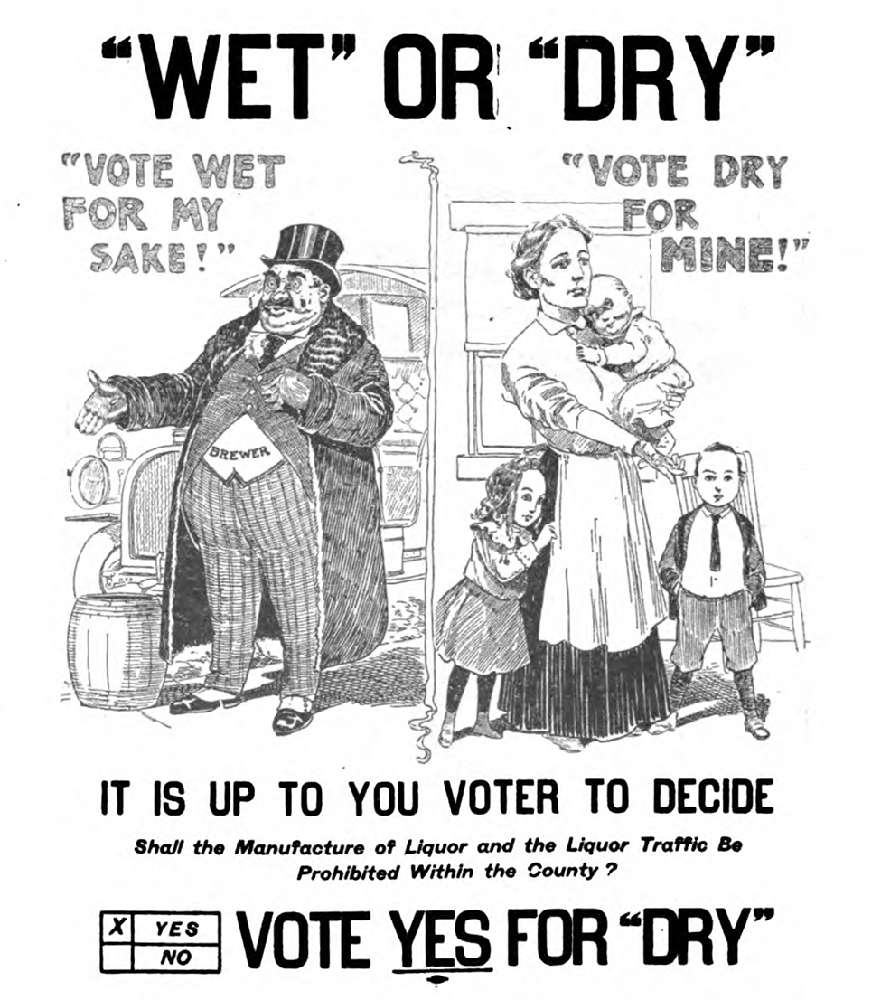 "WET" OR "DRY"
"VOTE WET
FOR MY
SAKE!"
"VOTE DRY
FOR
MINE!"
BREWER
IT IS UP TO YOU VOTER TO DECIDE
Shall the Manufacture of Liquor and the Liquor Traffic Be
Prohibited Within the County?
X YES
NO
VOTE YES FOR "DRY"